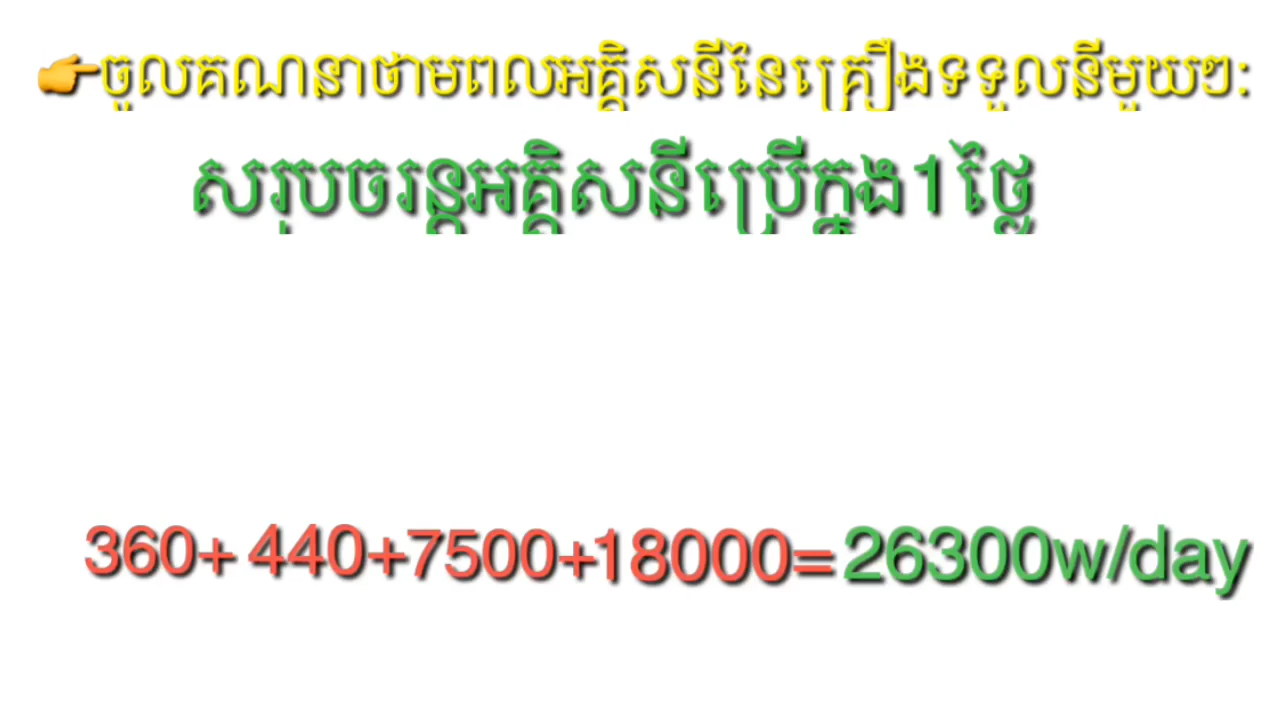 👉ចូលគណនាថាមពលអគ្គិសនីនៃគ្រឿងទទួលនីមួយៗ:
សរុបចរន្តអគ្គិសនីប្រើក្នុង1ថ្ងៃ
360+ 440+7500+18000= 26300w/day